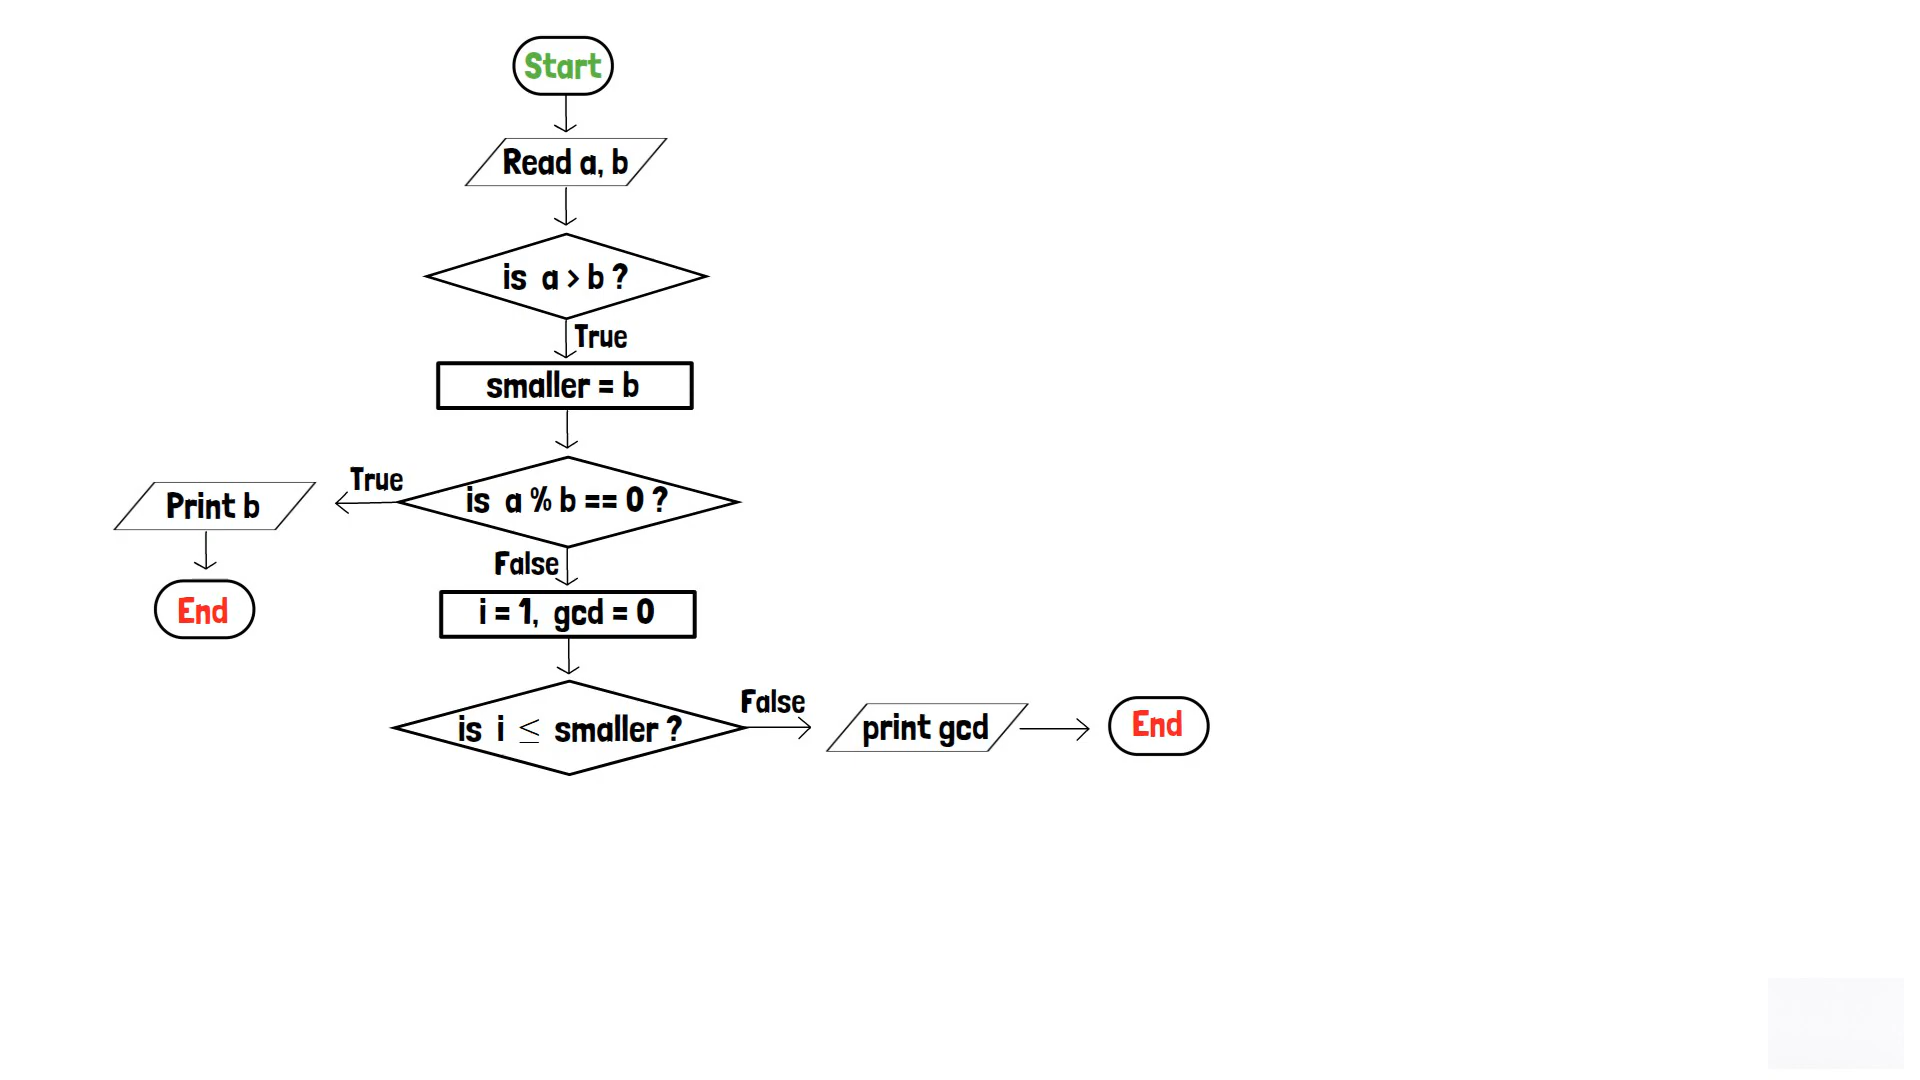 Start
Read a, b
is a > b ?
True
smaller = b
is a % b == 0 ?
True
Print b
End
False
i = 1, gcd = 0
is i ≤ smaller ?
False
print gcd
End